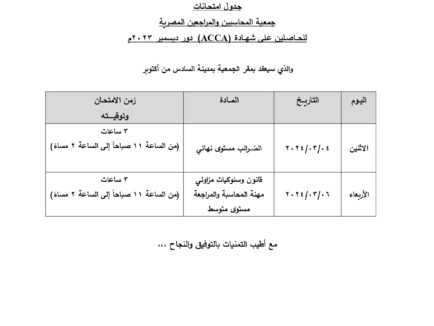 جدول امتحانات
جمعية المحاسبين والمراجعين المصرية
للحاصلين على شهادة (ACCA) دور ديسمبر ٢٠٢٣م
والذي سيعقد بمقر الجمعية بمدينة السادس من أكتوبر
اليوم التاريخ المادة زمن الامتحان وتوقيته
الاثنين ٢٠٢٤/٠٣/٠٤ الضرائب مستوى نهائي ٣ ساعات
(من الساعة ١١ صباحاً إلى الساعة ٢ مساءً)
الأربعاء ٢٠٢٤/٠٣/٠٦ قانون وسلوكيات مزاولي
مهنة المحاسبة والمراجعة
مستوى متوسط
٣ ساعات
(من الساعة ١١ صباحاً إلى الساعة ٢ مساءً)
مع أطيب التمنيات بالتوفيق والنجاح ،،،